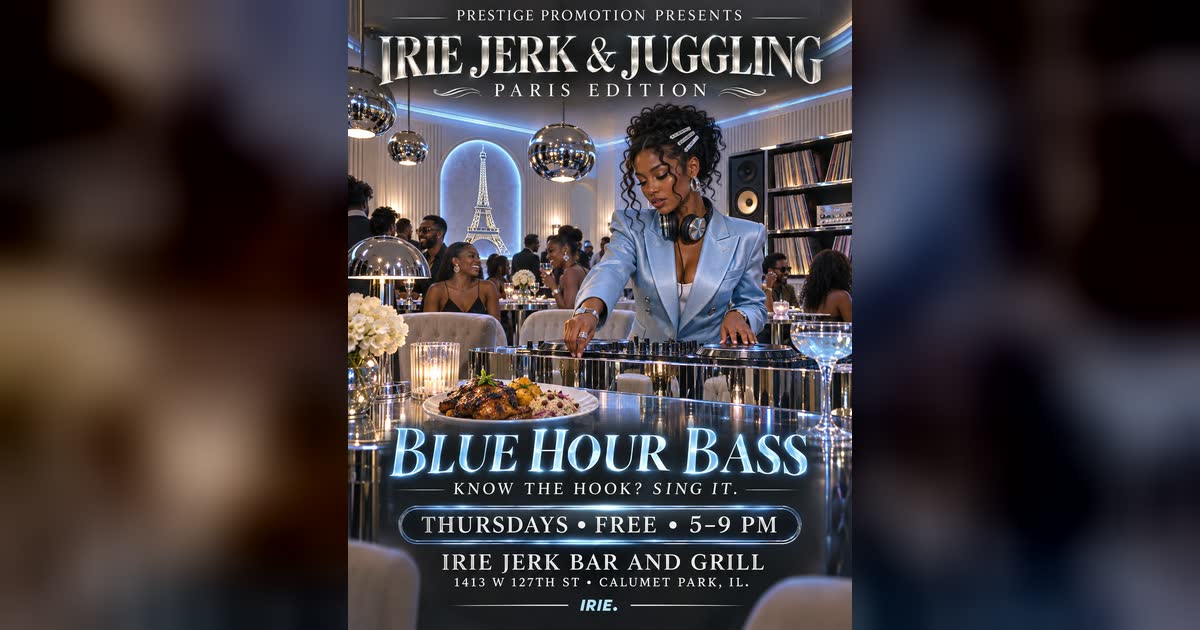 PRESTIGE PROMOTION PRESENTS
IRIE JERK & JUGGLING
PARIS EDITION
BLUE HOUR BASS
KNOW THE HOOK? SING IT.
THURSDAYS • FREE • 5–9 PM
IRIE JERK BAR AND GRILL
1413 W 127TH ST • CALUMET PARK, IL.
IRIE.